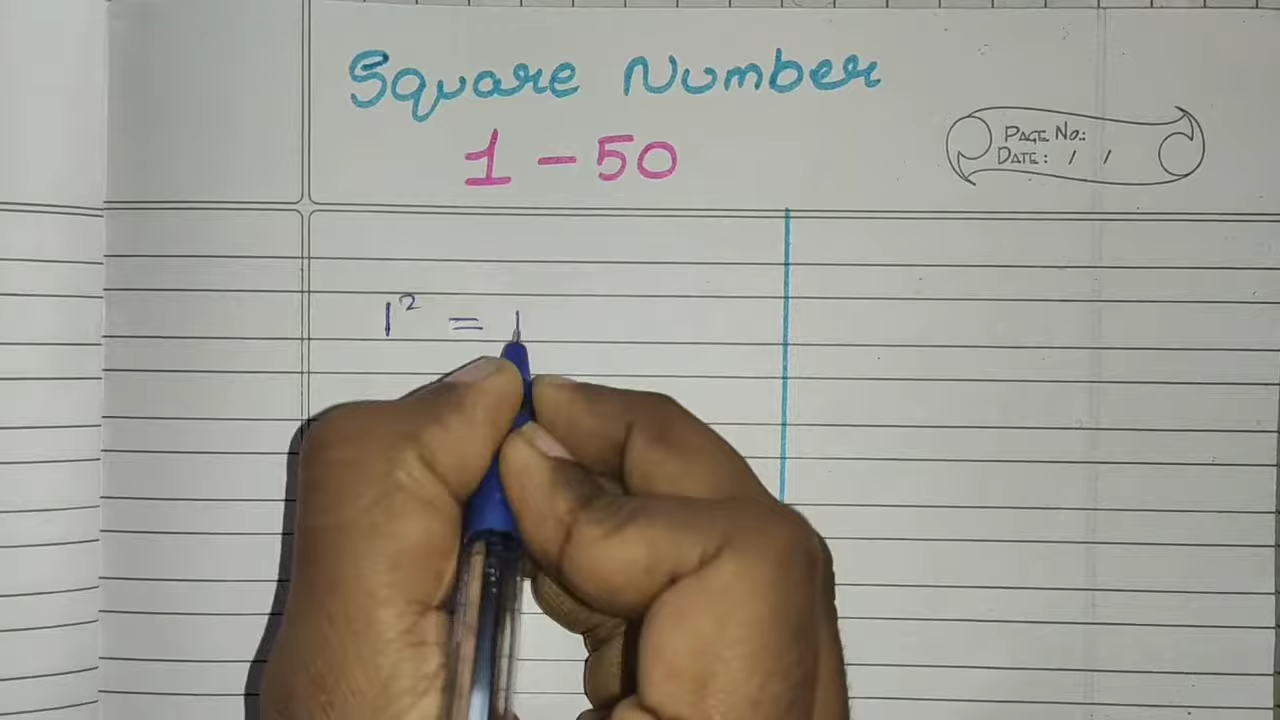 Square Number
1 - 50
PAGE NO.:
DATE: / /
1² = 1